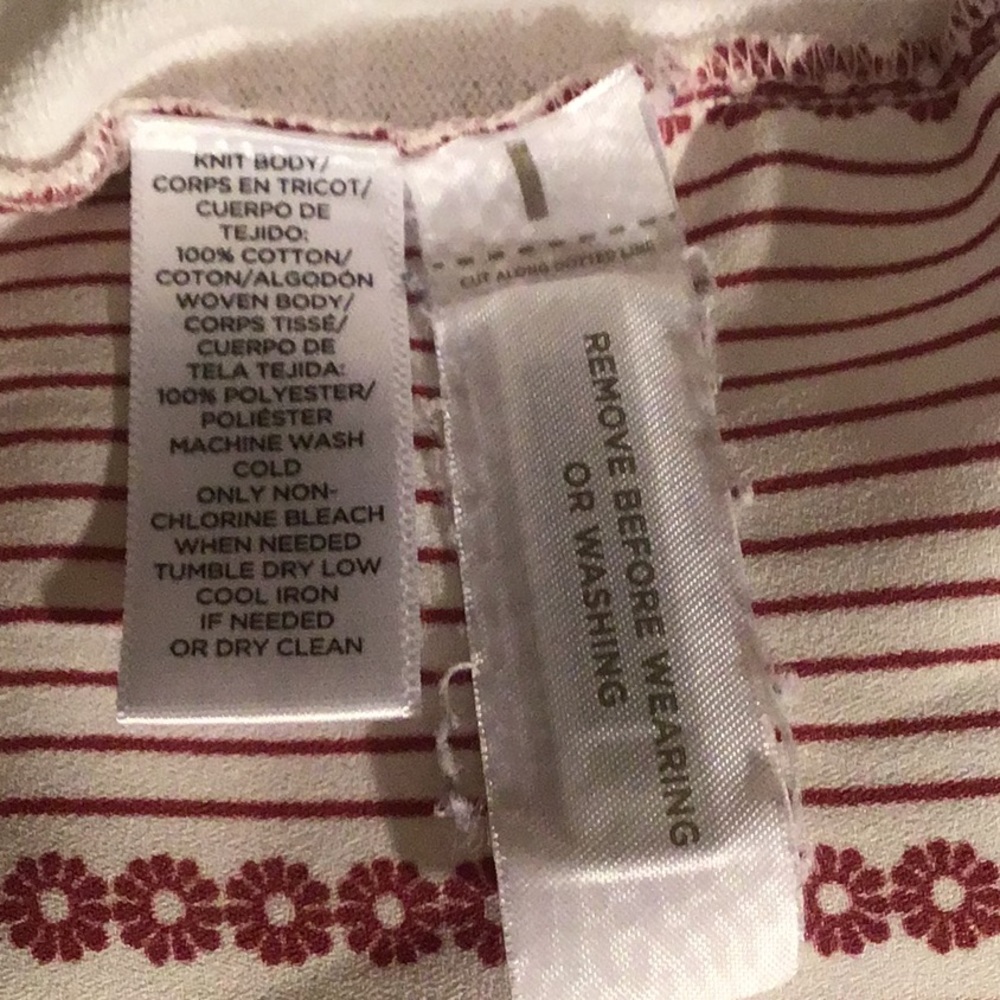 KNIT BODY/
CORPS EN TRICOT/
CUERPO DE
TEJIDO:
100% COTTON/
COTON/ALGODÓN
WOVEN BODY/
CORPS TISSÉ/
CUERPO DE
TELA TEJIDA:
100% POLYESTER/
POLIÉSTER
MACHINE WASH
COLD
ONLY NON-
CHLORINE BLEACH
WHEN NEEDED
TUMBLE DRY LOW
COOL IRON
IF NEEDED
OR DRY CLEAN
CUT ALONG DOTTED LINE
REMOVE BEFORE WEARING
OR WASHING